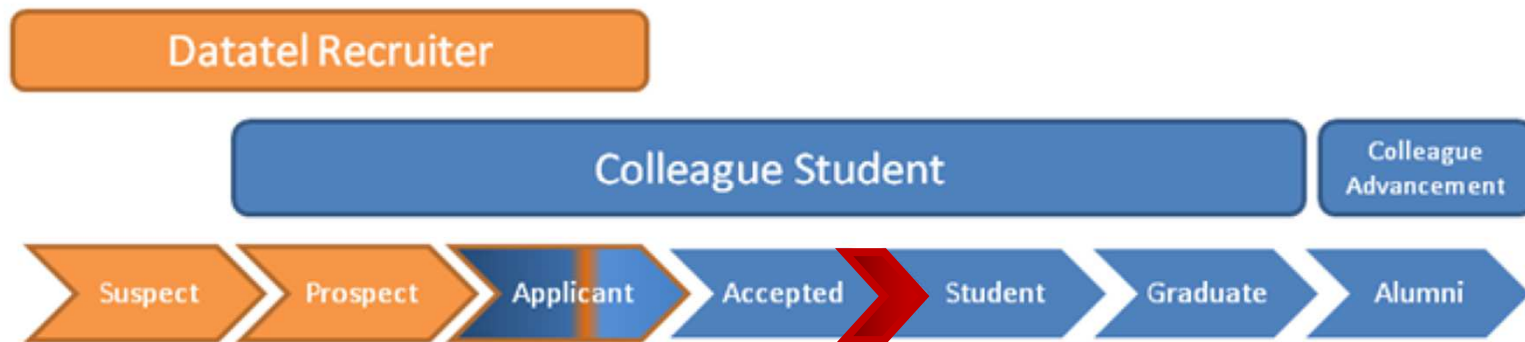 Datatel Recruiter
Colleague Student
Colleague
Advancement
Suspect
Prospect
Applicant
Accepted
Student
Graduate
Alumni